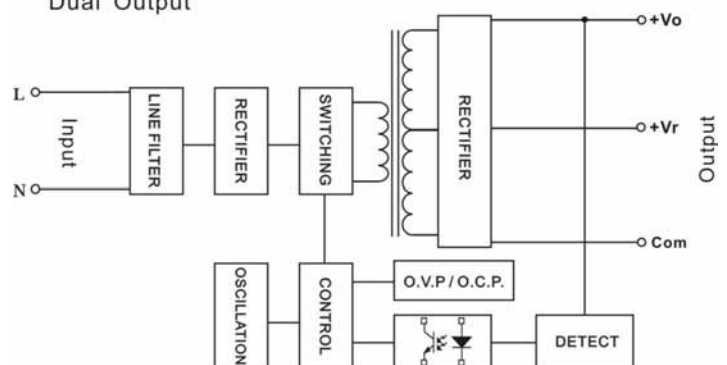 Dual Output
+Vo
L
LINE FILTER
RECTIFIER
SWITCHING
RECTIFIER
Input
+Vr
Output
N
Com
OSCILLATION
CONTROL
O.V.P / O.C.P.
DETECT